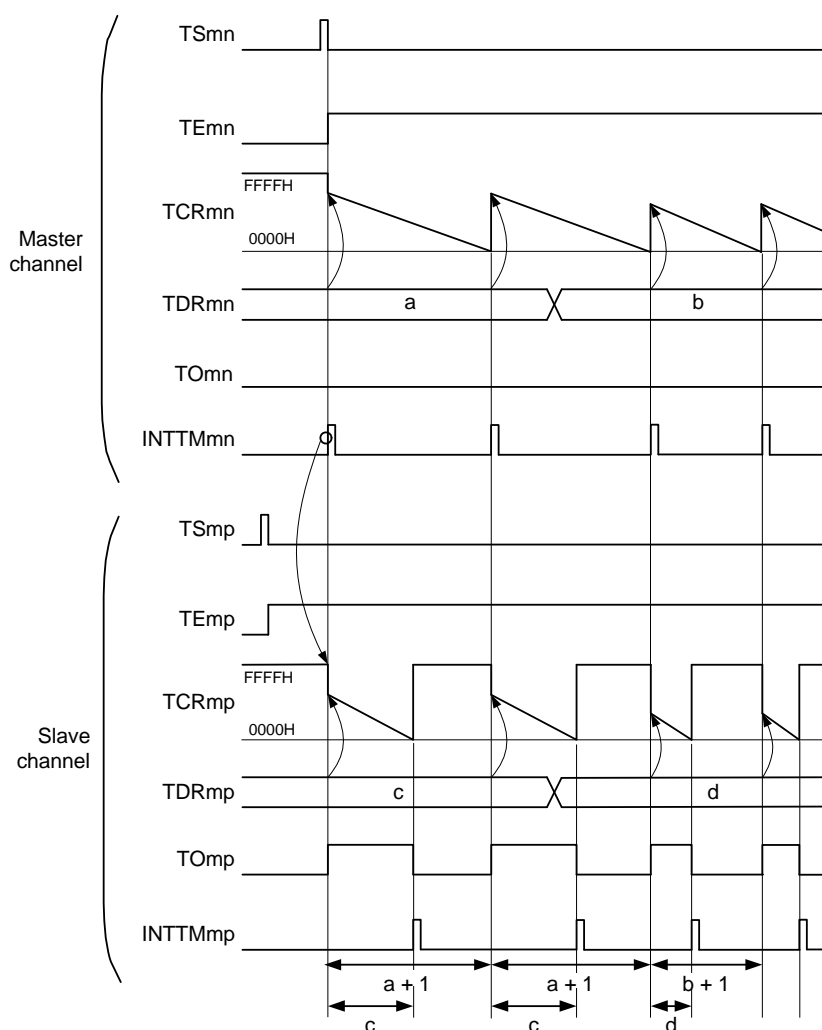 TSmn
TEmn
FFFFH
TCRmn
0000H
Master
channel
TDRmn
a
b
TOmn
INTTMmn
TSmp
TEmp
FFFFH
TCRmp
0000H
Slave
channel
TDRmp
c
d
TOmp
INTTMmp
a + 1
a + 1
b + 1
c
c
d